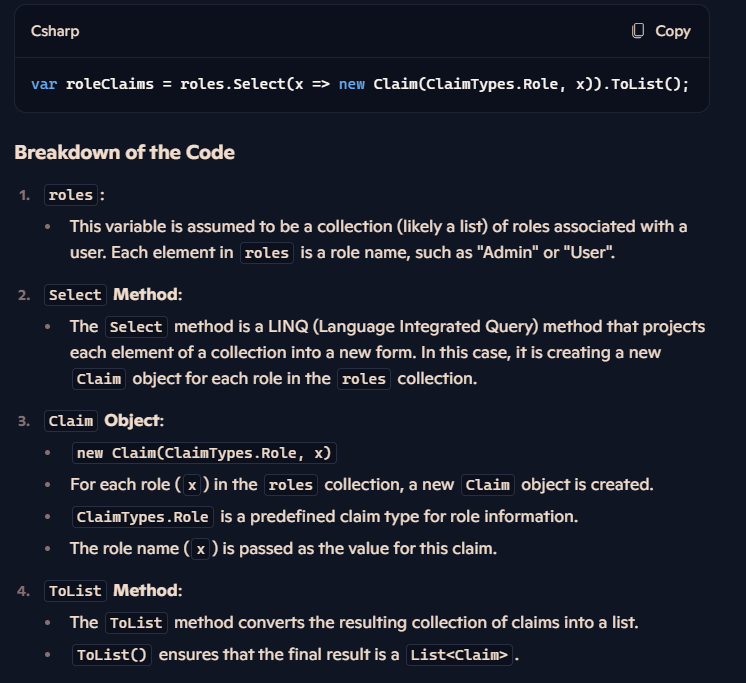 Csharp
Copy
var roleClaims = roles.Select(x => new Claim(ClaimTypes.Role, x)).ToList();
Breakdown of the Code
1. roles:
• This variable is assumed to be a collection (likely a list) of roles associated with a
user. Each element in roles is a role name, such as "Admin" or "User".
2. Select Method:
• The Select method is a LINQ (Language Integrated Query) method that projects
each element of a collection into a new form. In this case, it is creating a new
Claim object for each role in the roles collection.
3. Claim Object:
• new Claim(ClaimTypes.Role, x)
• For each role (x) in the roles collection, a new Claim object is created.
• ClaimTypes.Role is a predefined claim type for role information.
• The role name (x) is passed as the value for this claim.
4. ToList Method:
• The ToList method converts the resulting collection of claims into a list.
• ToList() ensures that the final result is a List<Claim>.